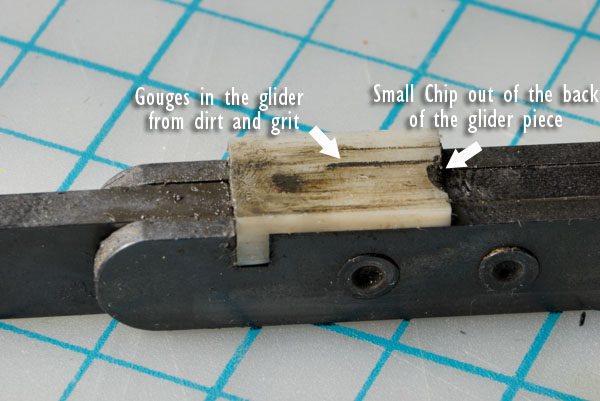 Gouges in the glider
from dirt and grit
Small Chip out of the back
of the glider piece